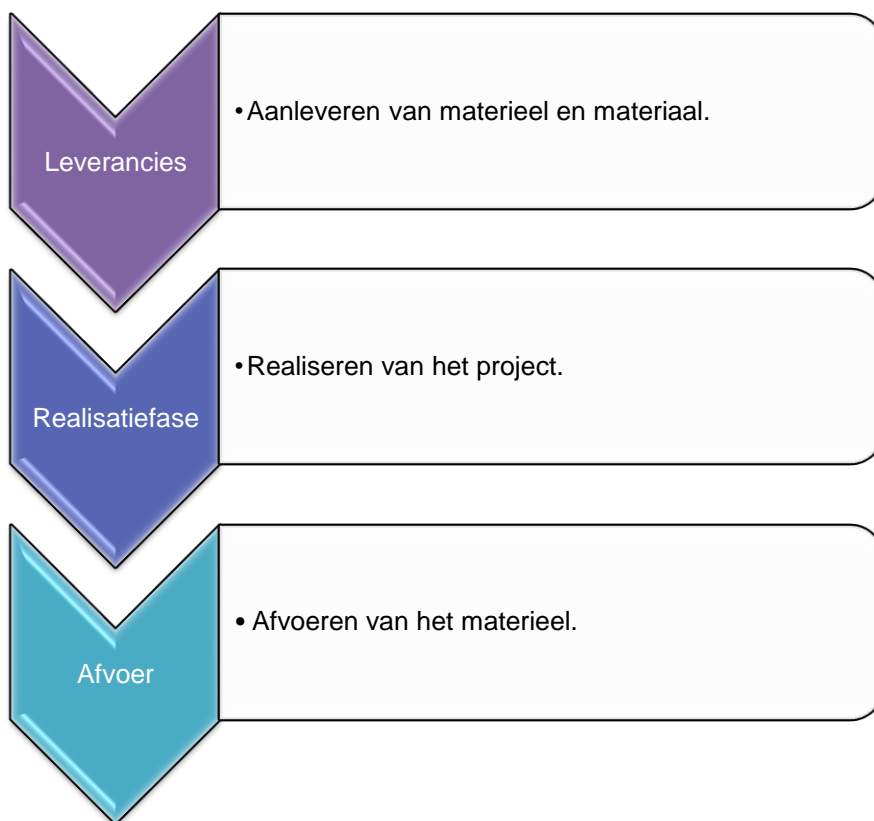 Leverancies
•Aanleveren van materieel en materiaal.
Realisatiefase
•Realiseren van het project.
Afvoer
• Afvoeren van het materieel.